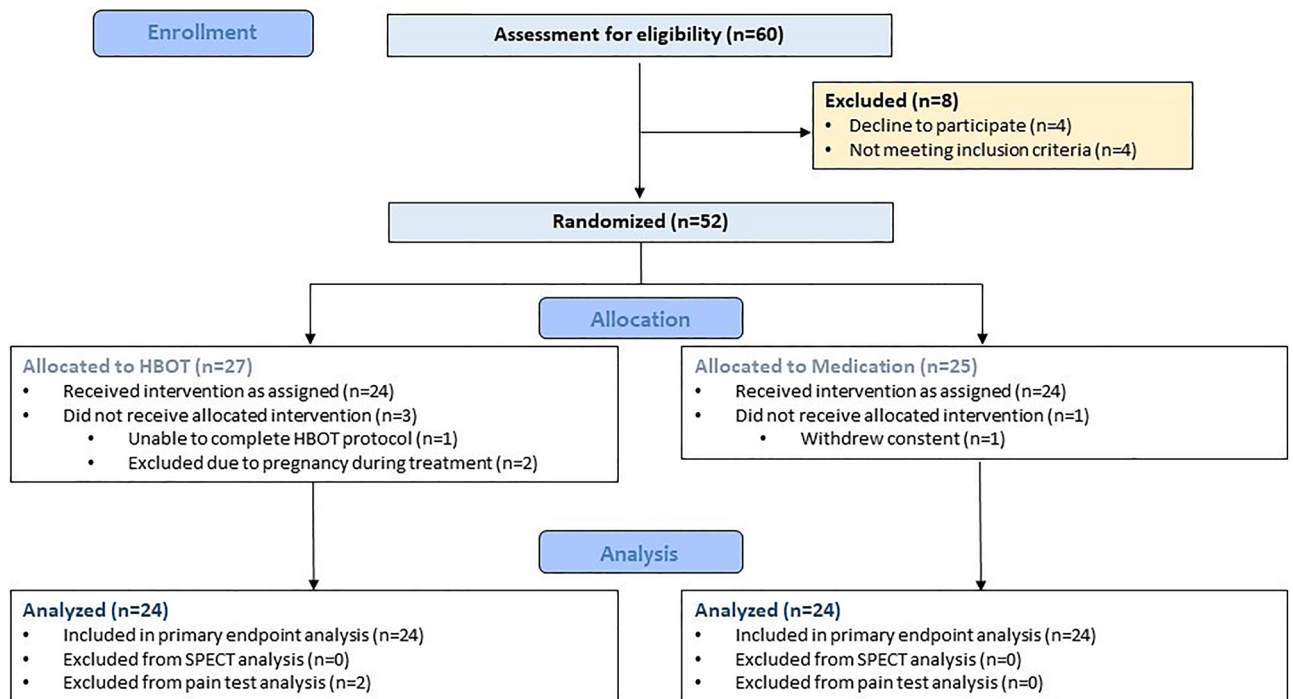 Enrollment
Assessment for eligibility (n=60)
Excluded (n=8)
• Decline to participate (n=4)
• Not meeting inclusion criteria (n=4)
Randomized (n=52)
Allocation
Allocated to HBOT (n=27)
• Received intervention as assigned (n=24)
• Did not receive allocated intervention (n=3)
• Unable to complete HBOT protocol (n=1)
• Excluded due to pregnancy during treatment (n=2)
Allocated to Medication (n=25)
• Received intervention as assigned (n=24)
• Did not receive allocated intervention (n=1)
• Withdrew constent (n=1)
Analysis
Analyzed (n=24)
• Included in primary endpoint analysis (n=24)
• Excluded from SPECT analysis (n=0)
• Excluded from pain test analysis (n=2)
Analyzed (n=24)
• Included in primary endpoint analysis (n=24)
• Excluded from SPECT analysis (n=0)
• Excluded from pain test analysis (n=0)